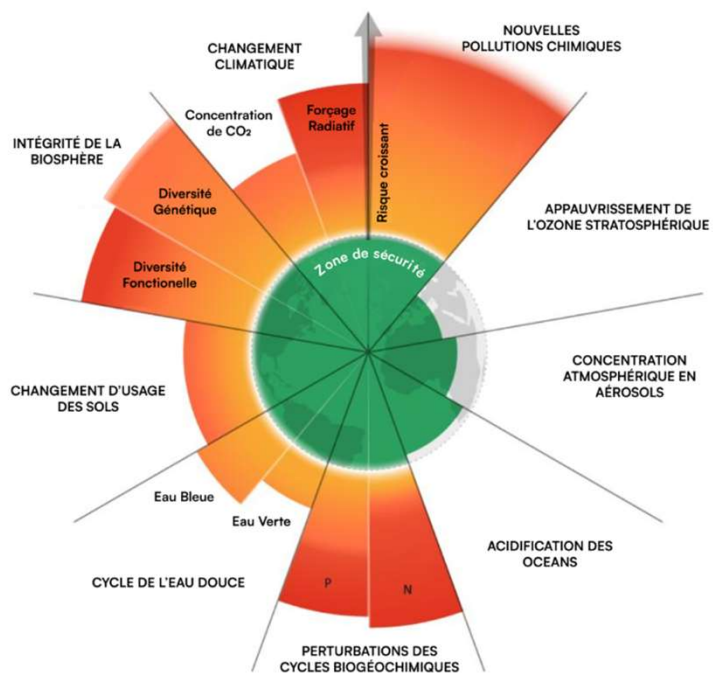 NOUVELLES
POLLUTIONS CHIMIQUES
CHANGEMENT
CLIMATIQUE
Concentration
de CO₂
Forçage
Radiatif
Risque croissant
INTÉGRITÉ DE LA
BIOSPHÈRE
Diversité
Génétique
APPAUVRISSEMENT DE
L'OZONE STRATOSPHÉRIQUE
Zone de sécurité
Diversité
Fonctionelle
CHANGEMENT D'USAGE
DES SOLS
CONCENTRATION
ATMOSPHÉRIQUE EN
AÉROSOLS
Eau Bleue
Eau Verte
ACIDIFICATION DES
OCEANS
CYCLE DE L'EAU DOUCE
P
N
PERTURBATIONS DES
CYCLES BIOGÉOCHIMIQUES